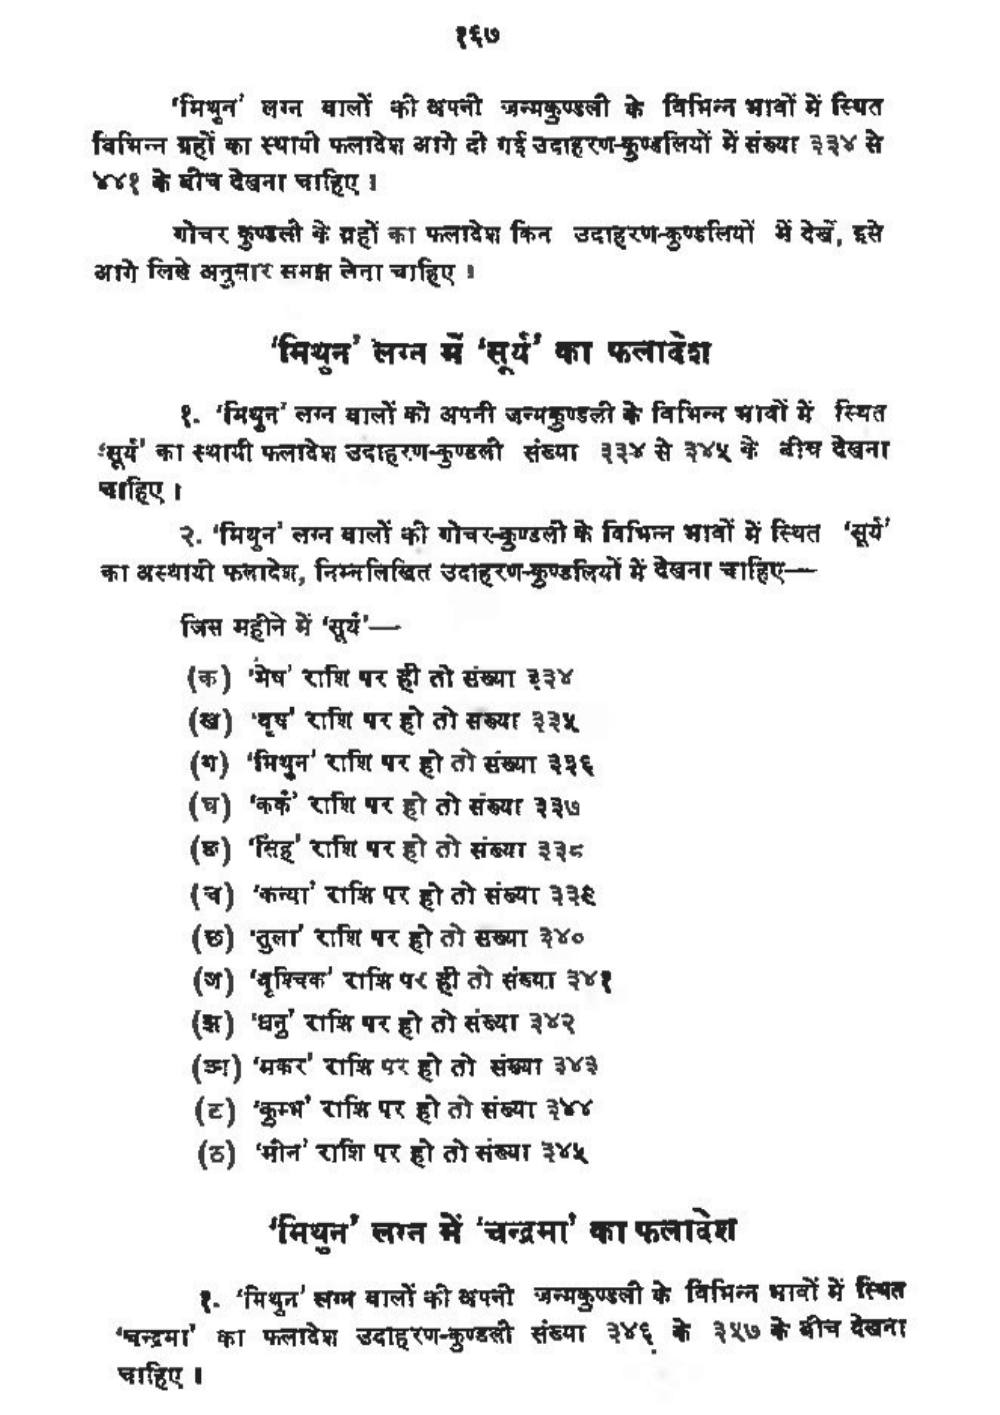 १६७
'मिथुन' लग्न वालों की अपनी जन्मकुण्डली के विभिन्न भावों में स्थित
विभिन्न ग्रहों का स्थायी फलादेश आगे दी गई उदाहरण-कुण्डलियों में संख्या ३३४ से
४४१ के बीच देखना चाहिए।
गोचर कुण्डली के ग्रहों का फलादेश किन उदाहरण-कुण्डलियों में देखें, इसे
आगे लिखे अनुसार समझ लेना चाहिए।
'मिथुन' लग्न में 'सूर्य' का फलादेश
१. 'मिथुन' लग्न वालों को अपनी जन्मकुण्डली के विभिन्न भावों में स्थित
'सूर्य' का स्थायी फलादेश उदाहरण-कुण्डली संख्या ३३४ से ३४५ के बीच देखना
चाहिए।
२. 'मिथुन' लग्न वालों की गोचर-कुण्डली के विभिन्न भावों में स्थित 'सूर्य'
का अस्थायी फलादेश, निम्नलिखित उदाहरण-कुण्डलियों में देखना चाहिए—
जिस महीने में 'सूर्य'—
(क) 'मेष' राशि पर ही तो संख्या ३३४
(ख) 'वृष' राशि पर हो तो संख्या ३३५
(ग) 'मिथुन' राशि पर हो तो संख्या ३३६
(घ) 'कर्क' राशि पर हो तो संख्या ३३७
(ङ) 'सिंह' राशि पर हो तो संख्या ३३८
(च) 'कन्या' राशि पर हो तो संख्या ३३९
(छ) 'तुला' राशि पर हो तो संख्या ३४०
(ज) 'वृश्चिक' राशि पर ही तो संख्या ३४१
(झ) 'धनु' राशि पर हो तो संख्या ३४२
(ञ) 'मकर' राशि पर हो तो संख्या ३४३
(ट) 'कुम्भ' राशि पर हो तो संख्या ३४४
(ठ) 'मीन' राशि पर हो तो संख्या ३४५
'मिथुन' लग्न में 'चन्द्रमा' का फलादेश
१. 'मिथुन' लग्न वालों की अपनी जन्मकुण्डली के विभिन्न भावों में स्थित
'चन्द्रमा' का फलादेश उदाहरण-कुण्डली संख्या ३४६ के ३५७ के बीच देखना
चाहिए।